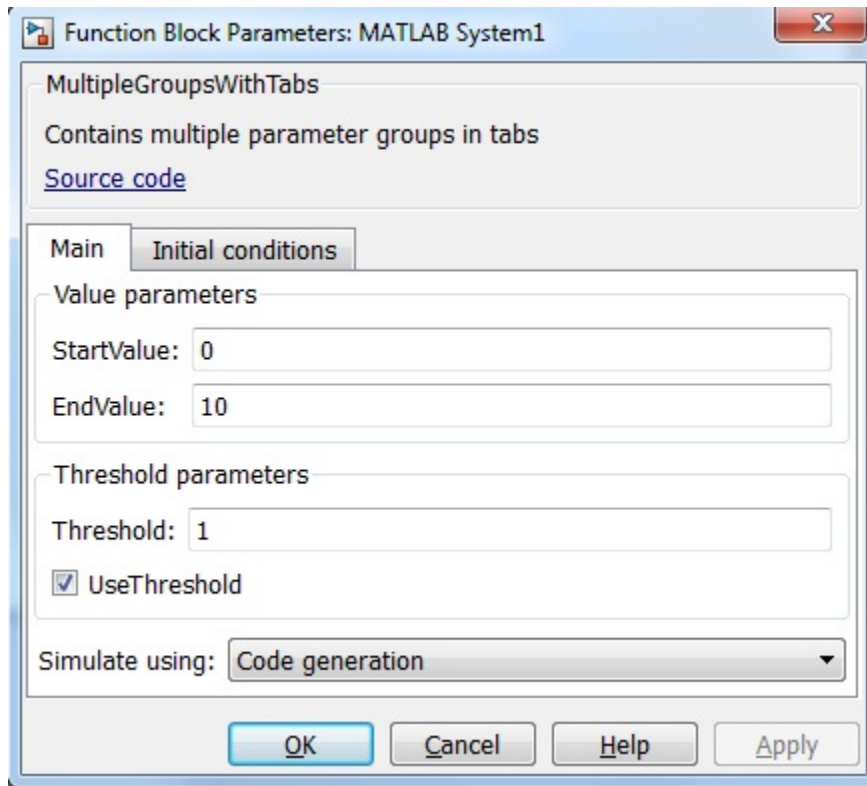 Function Block Parameters: MATLAB System1
MultipleGroupsWithTabs
Contains multiple parameter groups in tabs
Source code
Main Initial conditions
Value parameters
StartValue: 0
EndValue: 10
Threshold parameters
Threshold: 1
UseThreshold
Simulate using: Code generation
OK Cancel Help Apply